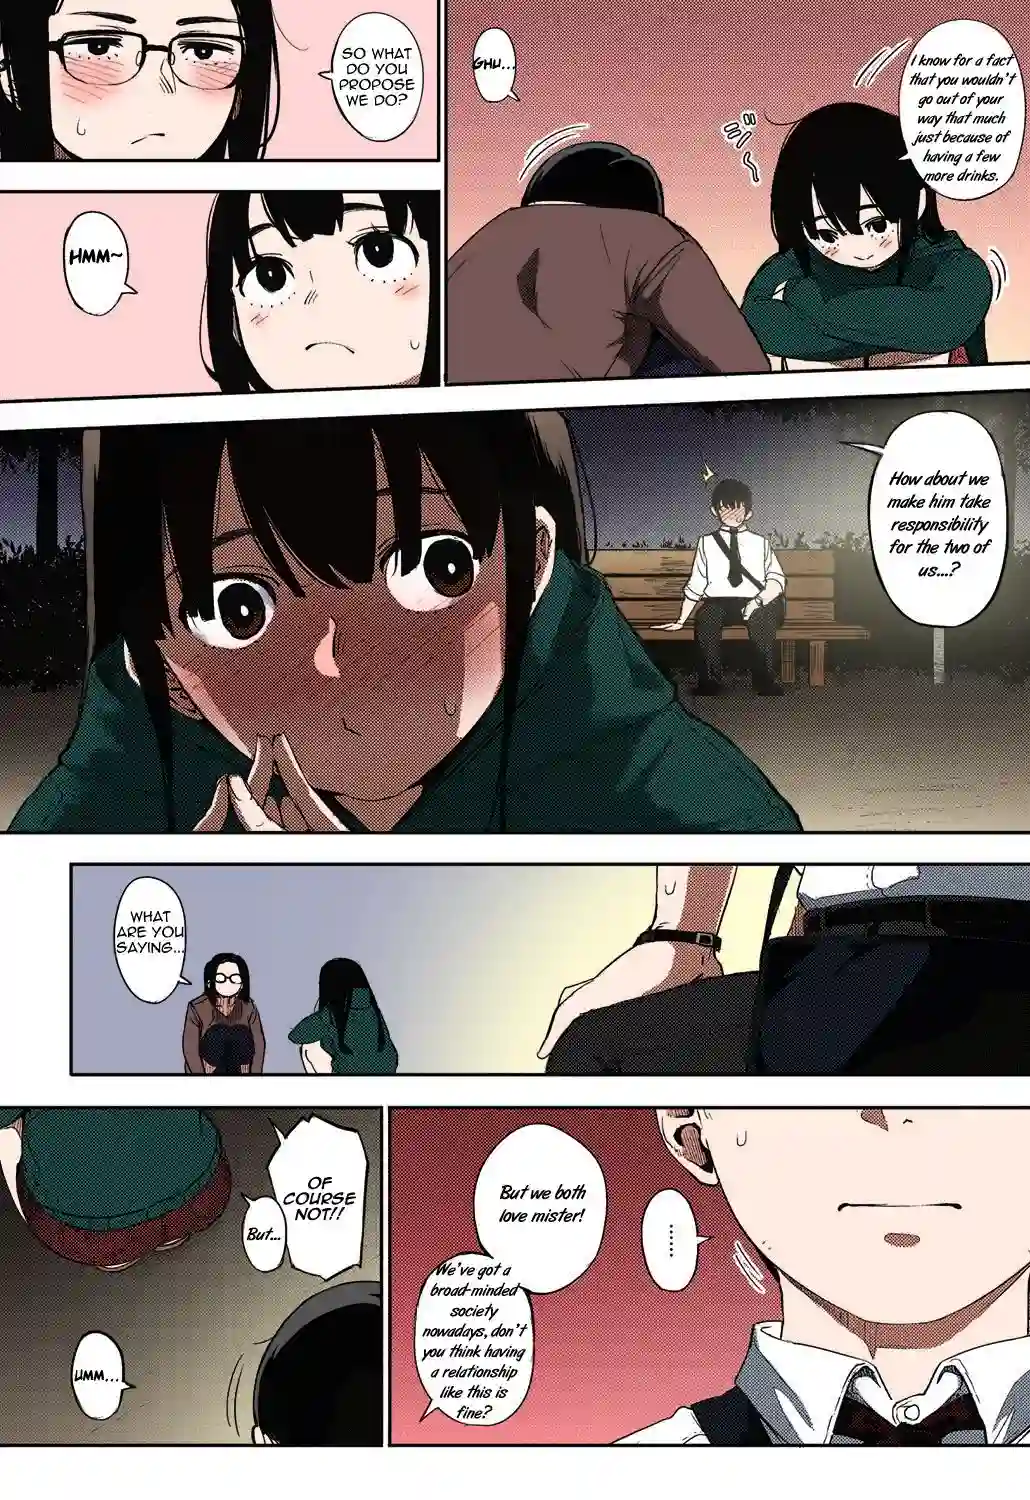 I know for a fact
that you wouldn't
go out of your
way that much
just because of
having a few
more drinks.
GHU...
SO WHAT
DO YOU
PROPOSE
WE DO?
HMM~
How about we
make him take
responsibility
for the two of
us...?
WHAT
ARE YOU
SAYING...
OF
COURSE
NOT!!
But...
UMM...
But we both
love mister!
We've got a
broad-minded
society
nowadays, don't
you think having
a relationship
like this is
fine?
........